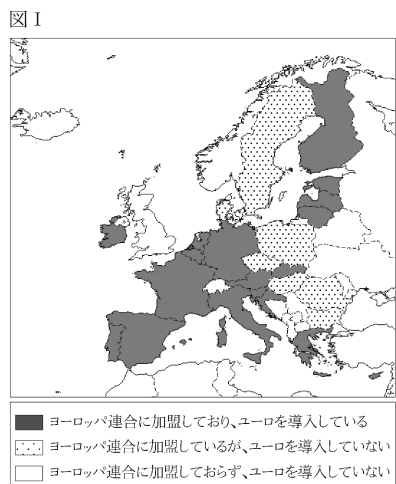 図Ⅰ
ヨーロッパ連合に加盟しており、ユーロを導入している
ヨーロッパ連合に加盟しているが、ユーロを導入していない
ヨーロッパ連合に加盟しておらず、ユーロを導入していない